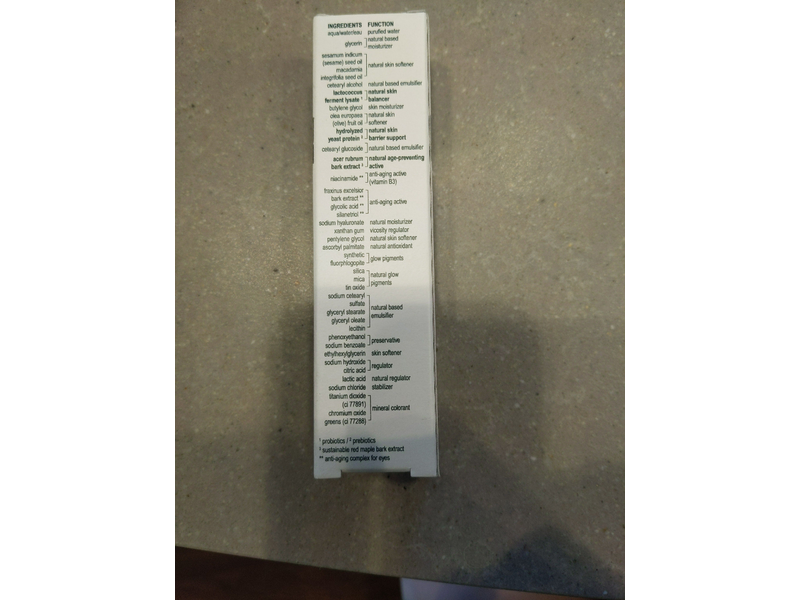 INGREDIENTS FUNCTION
aqua/water/eau purufied water
glycerin natural based
moisturizer
sesamum indicum
(sesame) seed oil
macadamia natural skin softener
integrifolia seed oil
cetearyl alcohol natural based emulsifier
lactococcus natural skin
ferment lysate ¹ balancer
butylene glycol skin moisturizer
olea europaea natural skin
(olive) fruit oil softener
hydrolyzed natural skin
yeast protein ² barrier support
cetearyl glucoside natural based emulsifier
acer rubrum natural age-preventing
bark extract ³ active
niacinamide ** anti-aging active
(vitamin B3)
fraxinus excelsior
bark extract ** anti-aging active
glycolic acid **
silanetriol **
sodium hyaluronate natural moisturizer
xanthan gum vicosity regulator
pentylene glycol natural skin softener
ascorbyl palmitate natural antioxidant
synthetic glow pigments
fluorphlogopite
silica natural glow
mica pigments
tin oxide
sodium cetearyl
sulfate natural based
glyceryl stearate emulsifier
glyceryl oleate
lecithin
phenoxyethanol preservative
sodium benzoate
ethylhexylglycerin skin softener
sodium hydroxide regulator
citric acid
lactic acid natural regulator
sodium chloride stabilizer
titanium dioxide
(ci 77891) mineral colorant
chromium oxide
greens (ci 77288)
¹ probiotics / ² prebiotics
³ sustainable red maple bark extract
** anti-aging complex for eyes